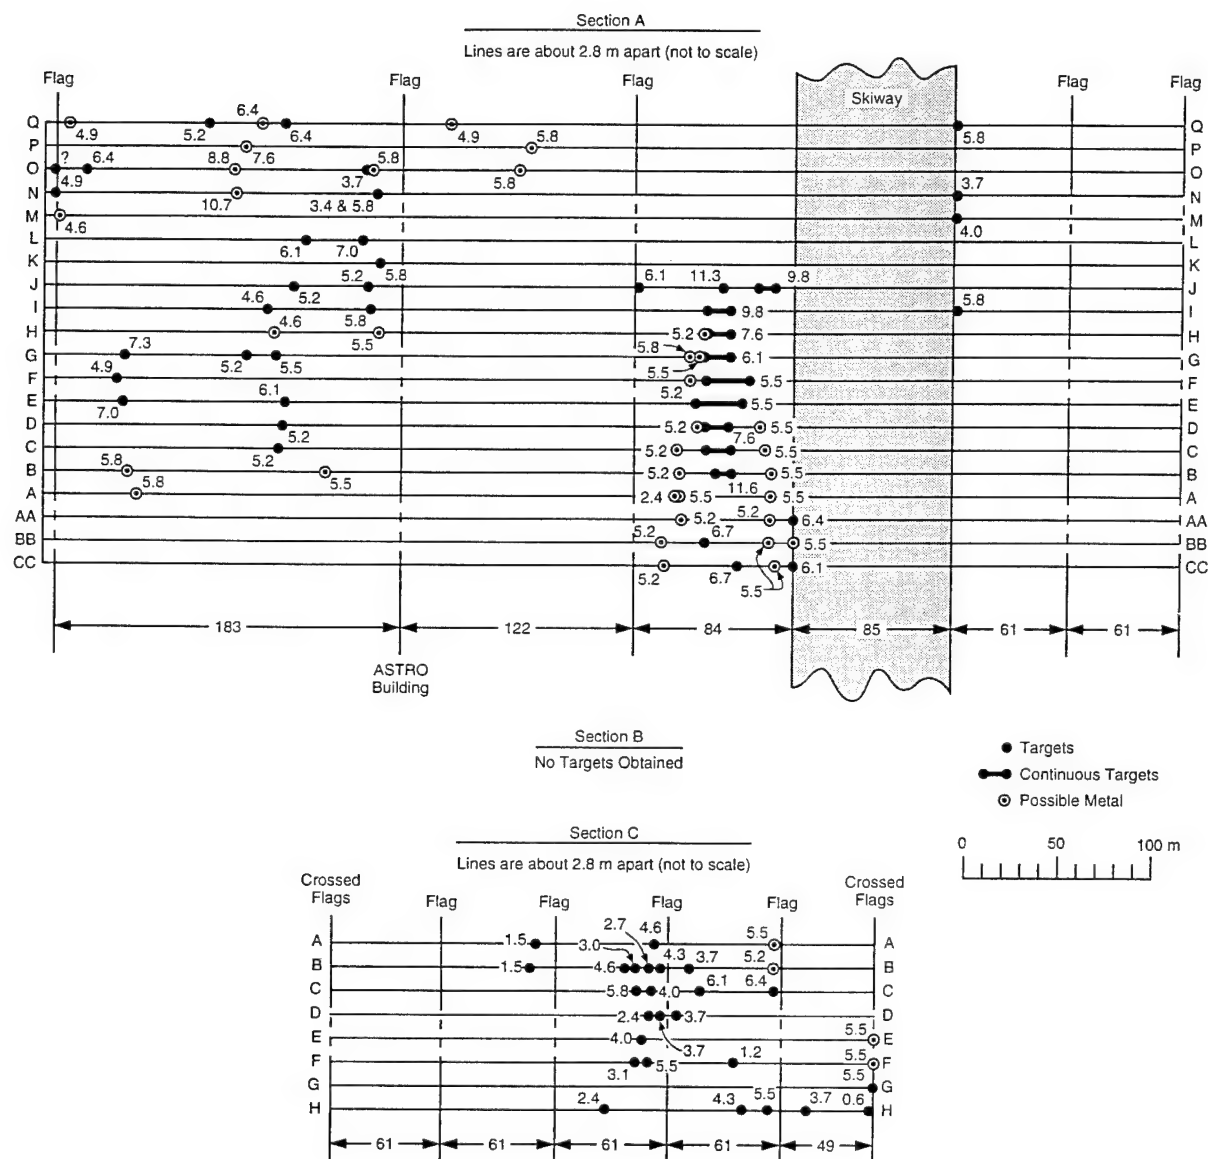 Section A
Lines are about 2.8 m apart (not to scale)
Flag Flag Flag Skiway Flag Flag
Q 4.9 5.2 6.4 6.4 4.9 5.8 Q
P 7.6 5.8 P
O ? 6.4 8.8 3.7 5.8 5.8 O
N 4.9 10.7 3.4 & 5.8 3.7 N
M 4.6 4.0 M
L 6.1 7.0 L
K 5.8 K
J 5.2 5.2 6.1 11.3 9.8 J
I 4.6 5.8 9.8 5.8 I
H 4.6 5.5 5.2 7.6 H
G 7.3 5.2 5.5 5.8 5.5 6.1 G
F 4.9 5.2 5.5 F
E 7.0 6.1 5.5 E
D 5.2 5.2 7.6 5.5 D
C 5.2 5.2 5.5 C
B 5.8 5.5 5.2 11.6 5.5 B
A 5.8 2.4 5.5 5.5 A
AA 5.2 5.2 6.4 AA
BB 5.2 6.7 5.5 BB
CC 5.2 6.7 5.5 6.1 CC
183 122 84 85 61 61
ASTRO
Building
Section B
No Targets Obtained
Targets
Continuous Targets
Possible Metal
0 50 100 m
Section C
Lines are about 2.8 m apart (not to scale)
Crossed
Flags
Flag Flag Flag Flag
Crossed
Flags
A 1.5 4.6 5.5 A
B 1.5 4.6 3.0 2.7 4.3 3.7 5.2 B
C 5.8 4.0 6.1 6.4 C
D 2.4 3.7 3.7 D
E 4.0 5.5 E
F 3.1 5.5 1.2 5.5 F
G 5.5 G
H 2.4 4.3 5.5 3.7 0.6 H
61 61 61 61 49